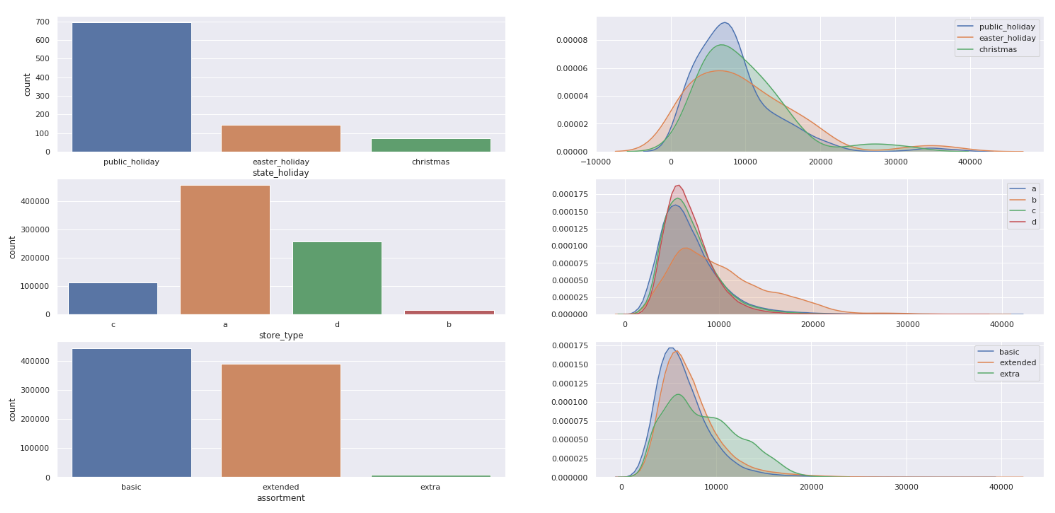 700
600
500
400
300
200
100
0
count
public_holiday easter_holiday christmas
state_holiday
0.00008
0.00006
0.00004
0.00002
0.00000
−10000 0 10000 20000 30000 40000
public_holiday
easter_holiday
christmas
400000
300000
200000
100000
0
count
c a d b
store_type
0.000175
0.000150
0.000125
0.000100
0.000075
0.000050
0.000025
0.000000
0 10000 20000 30000 40000
a
b
c
d
400000
300000
200000
100000
0
count
basic extended extra
assortment
0.000175
0.000150
0.000125
0.000100
0.000075
0.000050
0.000025
0.000000
0 10000 20000 30000 40000
basic
extended
extra